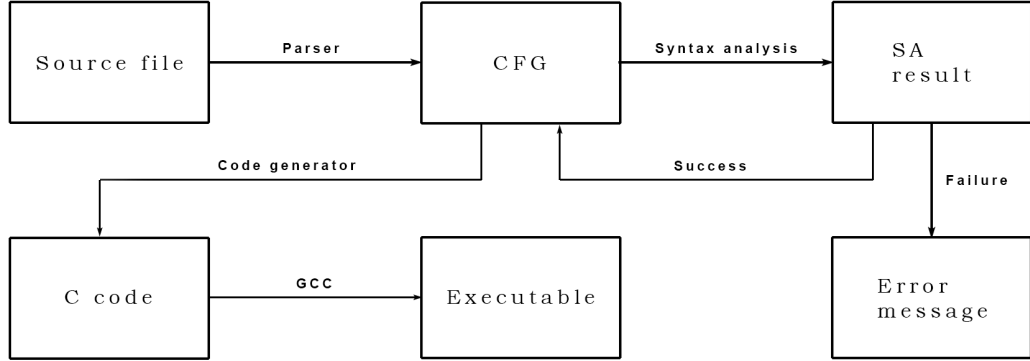 Source file
Parser
CFG
Syntax analysis
SA
result
Code generator
Success
Failure
C code
GCC
Executable
Error
message